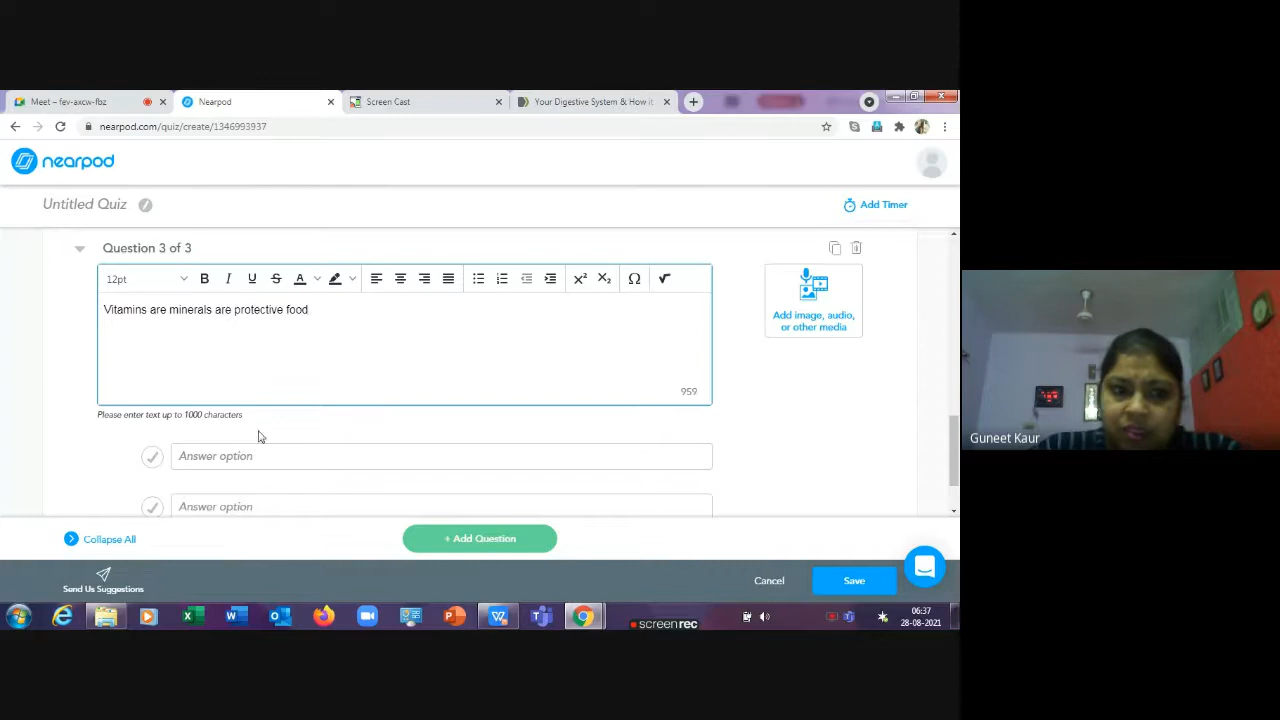 Meet – fev-axcw-fbz
Nearpod
Screen Cast
Your Digestive System & How it
nearpod.com/quiz/create/1346993937
nearpod
Untitled Quiz
Add Timer
Question 3 of 3
12pt
B I U S A
X² X₂ Ω √
Vitamins are minerals are protective food
959
Add image, audio,
or other media
Please enter text up to 1000 characters
Answer option
Answer option
Collapse All
+ Add Question
Send Us Suggestions
Cancel
Save
06:37
28-08-2021
screenrec
Guneet Kaur